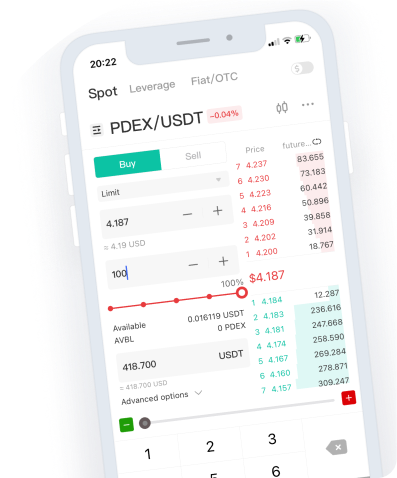 20:22
Spot Leverage Fiat/OTC
S
PDEX/USDT -0.04%
Buy Sell
Price future...
Limit
7 4.237 83.655
6 4.230 73.183
5 4.223 60.442
4 4.216 50.896
3 4.209 39.858
2 4.202 31.914
1 4.200 18.767
4.187 − +
≈ 4.19 USD
100 − +
100%
$4.187
Available 0.016119 USDT
AVBL 0 PDEX
418.700 USDT
≈ 418.700 USD
Advanced options
1 4.184 12.287
2 4.183 236.616
3 4.181 247.668
4 4.174 258.590
5 4.167 269.284
6 4.160 278.871
7 4.157 309.247
− +
1 2 3
5 6